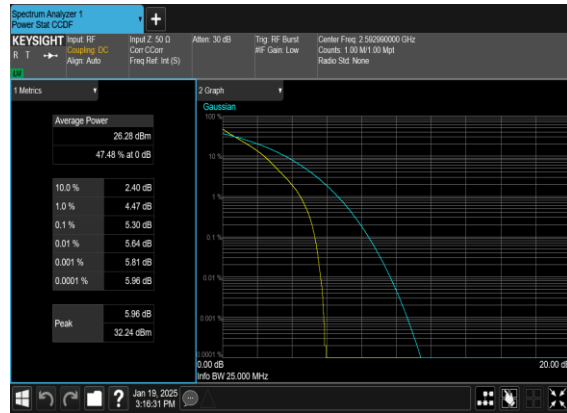 Spectrum Analyzer 1
Power Stat CCDF
KEYSIGHT
R T
LV
Input: RF
Coupling: DC
Align: Auto
Input Z: 50 Ω
Corr CCorr
Freq Ref: Int (S)
Atten: 30 dB
Trig: RF Burst
#IF Gain: Low
Center Freq: 2.592990000 GHz
Counts: 1.00 M/1.00 Mpt
Radio Std: None
1 Metrics
Average Power
26.28 dBm
47.48 % at 0 dB
10.0 % 2.40 dB
1.0 % 4.47 dB
0.1 % 5.30 dB
0.01 % 5.64 dB
0.001 % 5.81 dB
0.0001 % 5.96 dB
Peak
5.96 dB
32.24 dBm
2 Graph
Gaussian
100 %
10 %
1 %
0.1 %
0.01 %
0.001 %
0.0001 %
0.00 dB
20.00 dB
Info BW 25.000 MHz
?
Jan 19, 2025
3:16:31 PM